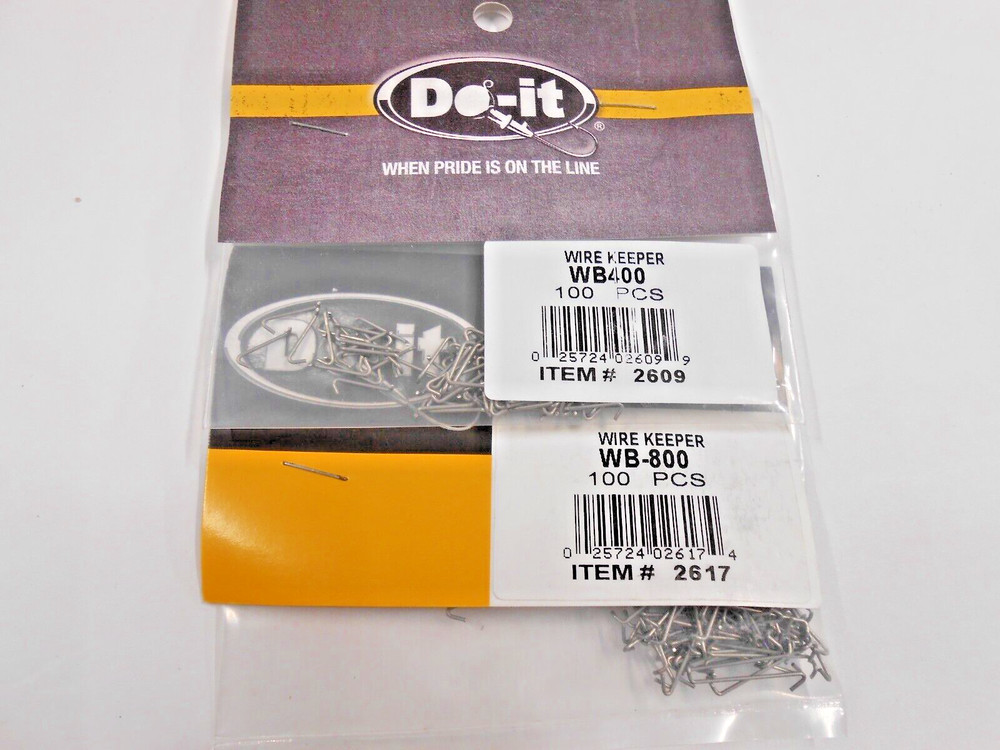 Do-it®
WHEN PRIDE IS ON THE LINE
WIRE KEEPER
WB400
100 PCS
0 25724 02609 9
ITEM # 2609
it
WIRE KEEPER
WB-800
100 PCS
0 25724 02617 4
ITEM # 2617